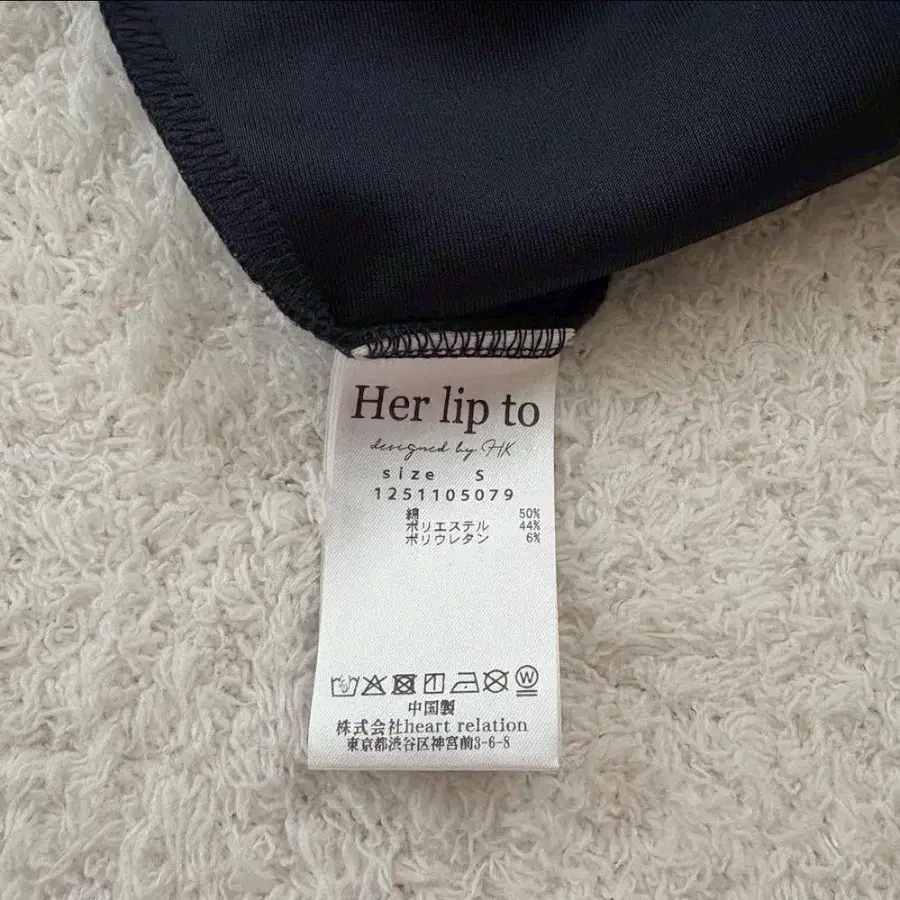 Her lip to
designed by HK
size S
1251105079
綿 50%
ポリエステル 44%
ポリウレタン 6%
W
中国製
株式会社heart relation
東京都渋谷区神宮前3-6-8